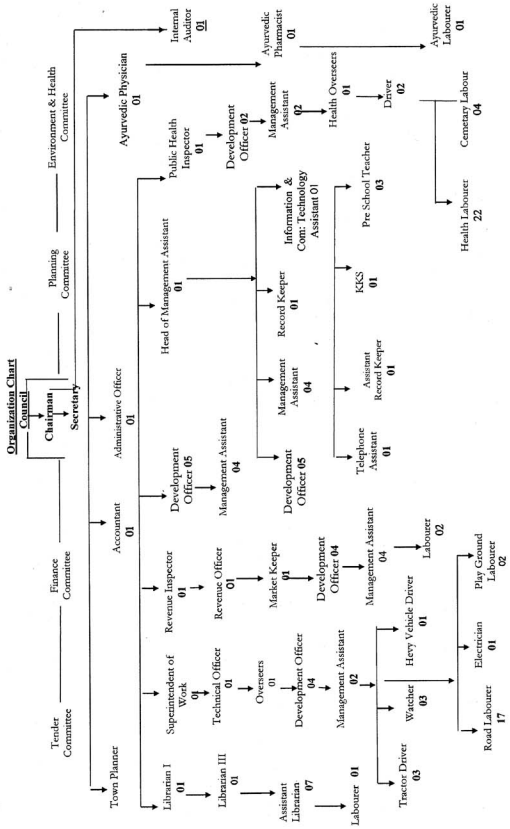 Organization Chart
Council
Chairman
Secretary
Tender
Committee
Finance
Committee
Planning
Committee
Environment & Health
Committee
Town Planner
Accountant
01
Administrative Officer
01
Ayurvedic Physician
01
Internal
Auditor
01
Librarian I
01
Superintendent of
Work
01
Revenue Inspector
01
Development
Officer 05
Head of Management Assistant
01
Public Health
Inspector
01
Ayurvedic
Pharmacist
01
Librarian III
01
Technical Officer
01
Revenue Officer
01
Management Assistant
04
Development
Officer 02
Assistant
Librarian 07
Overseers
01
Market Keeper
01
Management
Assistant
02
Labourer 01
Development Officer
04
Development
Officer 04
Development
Officer 05
Management
Assistant
04
Record Keeper
01
Information &
Com: Technology
Assistant 01
Health Overseers
01
Management Assistant
02
Management Assistant
04
Driver
02
Labourer
02
Telephone
Assistant
01
Assistant
Record Keeper
01
KKS
01
Pre School Teacher
03
Ayurvedic
Labourer
01
Tractor Driver
03
Watcher
03
Hevy Vehicle Driver
01
Health Labourer
22
Cemetary Labour
04
Road Labourer
17
Electrician
01
Play Ground
Labourer
02